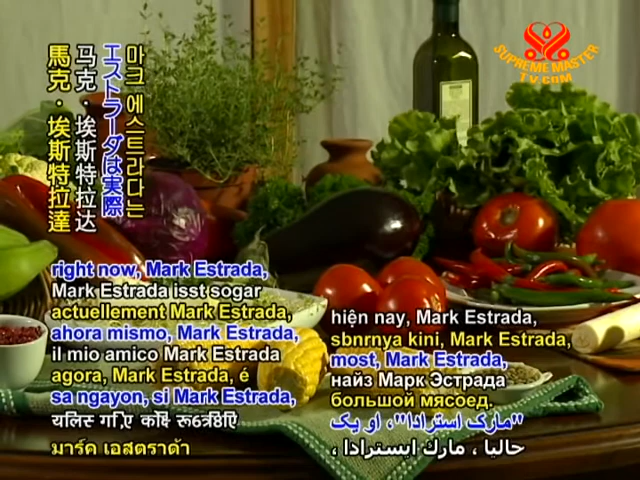 SUPREME MASTER
TV.COM
마크 에스트라다는
エストラーダは実際
马克．埃斯特拉达
馬克．埃斯特拉達
right now, Mark Estrada,
Mark Estrada isst sogar
actuellement Mark Estrada,
ahora mismo, Mark Estrada,
il mio amico Mark Estrada
agora, Mark Estrada, é
sa ngayon, si Mark Estrada,
มาร์ค เอสตราด้า
hiện nay, Mark Estrada,
sbnrnya kini, Mark Estrada,
most, Mark Estrada,
найз Марк Эстрада
большой мясоед.
"مارک استرادا"، او یک
حاليا ، مارك ايسترادا ،